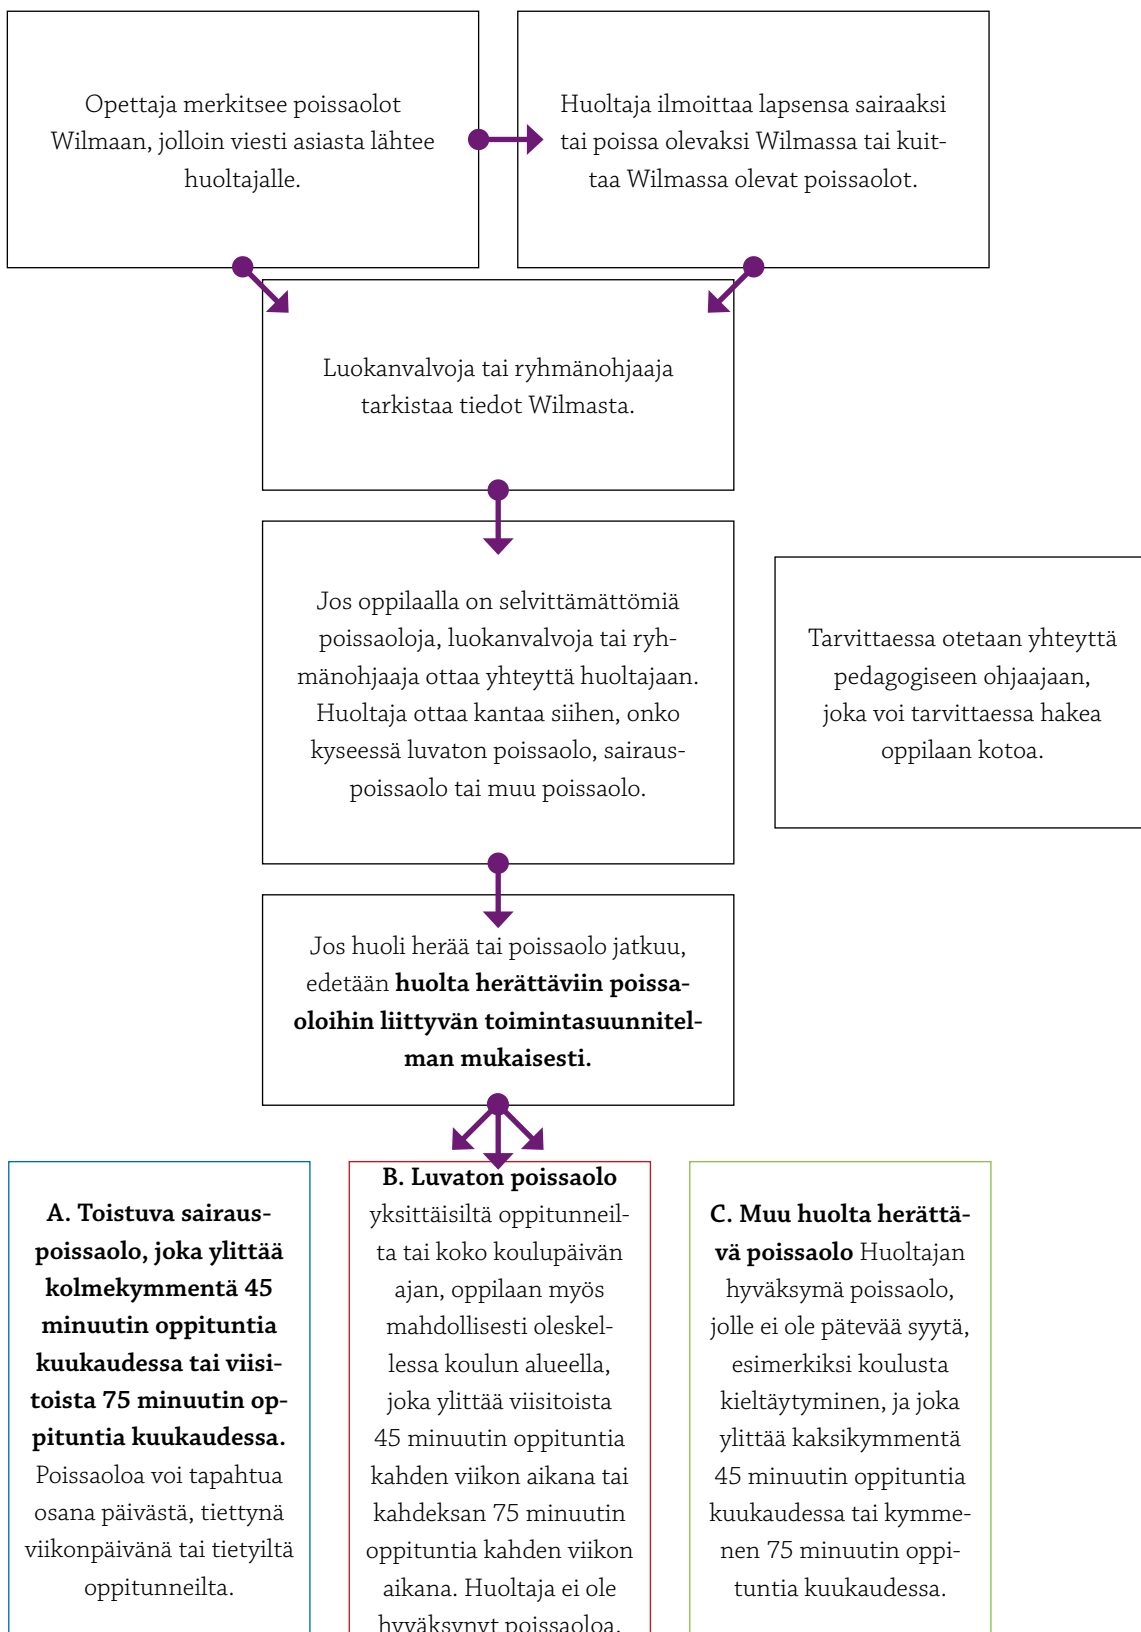 Opettaja merkitsee poissaolot
Wilmaan, jolloin viesti asiasta lähtee
huoltajalle.
Huoltaja ilmoittaa lapsensa sairaaksi
tai poissa olevaksi Wilmassa tai kuit-
taa Wilmassa olevat poissaolot.
Luokanvalvoja tai ryhmänohjaaja
tarkistaa tiedot Wilmasta.
Jos oppilaalla on selvittämättömiä
poissaoloja, luokanvalvoja tai ryh-
mänohjaaja ottaa yhteyttä huoltajaan.
Huoltaja ottaa kantaa siihen, onko
kyseessä luvaton poissaolo, sairaus-
poissaolo tai muu poissaolo.
Tarvittaessa otetaan yhteyttä
pedagogiseen ohjaajaan,
joka voi tarvittaessa hakea
oppilaan kotoa.
Jos huoli herää tai poissaolo jatkuu,
edetään huolta herättäviin poissa-
oloihin liittyvän toimintasuunnitel-
man mukaisesti.
A. Toistuva sairaus-
poissaolo, joka ylittää
kolmekymmentä 45
minuutin oppituntia
kuukaudessa tai viisi-
toista 75 minuutin op-
pituntia kuukaudessa.
Poissaoloa voi tapahtua
osana päivästä, tiettynä
viikonpäivänä tai tietyiltä
oppitunneilta.
B. Luvaton poissaolo
yksittäisiltä oppitunneil-
ta tai koko koulupäivän
ajan, oppilaan myös
mahdollisesti oleskel-
lessa koulun alueella,
joka ylittää viisitoista
45 minuutin oppituntia
kahden viikon aikana tai
kahdeksan 75 minuutin
oppituntia kahden viikon
aikana. Huoltaja ei ole
hyväksynyt poissaoloa.
C. Muu huolta herättä-
vä poissaolo Huoltajan
hyväksymä poissaolo,
jolle ei ole pätevää syytä,
esimerkiksi koulusta
kieltäytyminen, ja joka
ylittää kaksikymmentä
45 minuutin oppituntia
kuukaudessa tai kymme-
nen 75 minuutin oppi-
tuntia kuukaudessa.